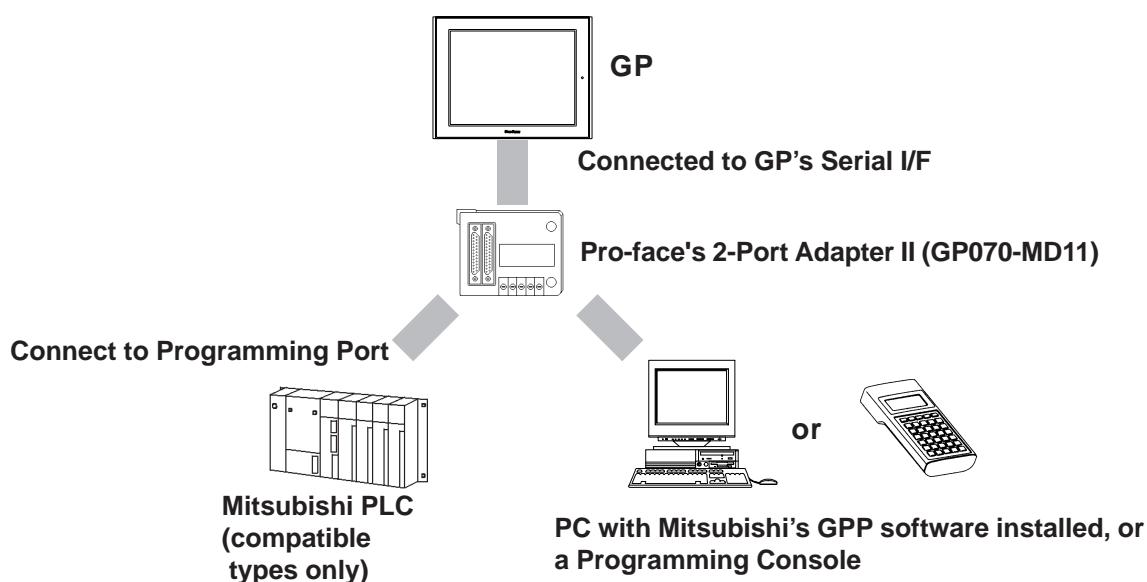 GP
Connected to GP’s Serial I/F
Pro-face's 2-Port Adapter II (GP070-MD11)
Connect to Programming Port
or
Mitsubishi PLC
(compatible
types only)
PC with Mitsubishi’s GPP software installed, or
a Programming Console